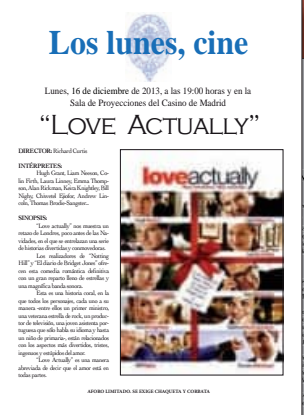 Los lunes, cine
Lunes, 16 de diciembre de 2013, a las 19:00 horas y en la
Sala de Proyecciones del Casino de Madrid
“LOVE ACTUALLY”
DIRECTOR: Richard Curtis
INTÉRPRETES:
Hugh Grant, Liam Neeson, Co-
lin Firth, Laura Linney, Emma Thomp-
son, Alan Rickman, Keira Knightley, Bill
Nighy, Chiwetel Ejiofor, Andrew Lin-
coln, Thomas Brodie-Sangster...
SINOPSIS:
“Love actually” nos muestra un
retazo de Londres, poco antes de las Na-
vidades, en el que se entrelazan una serie
de historias divertidas y conmovedoras.
Los realizadores de “Notting
Hill” y “El diario de Bridget Jones” ofre-
cen esta comedia romántica definitiva
con un gran reparto lleno de estrellas y
una magnífica banda sonora.
Esta es una historia coral, en la
que todos los personajes, cada uno a su
manera -entre ellos un primer ministro,
una veterana estrella de rock, un produc-
tor de televisión, una joven asistenta por-
tuguesa que sólo habla su idioma y hasta
un niño de primaria-, están relacionados
con los aspectos más divertidos, tristes,
ingenuos y estúpidos del amor.
“Love Actually” es una manera
abreviada de decir que el amor está en
todas partes.
love actually
AFORO LIMITADO. SE EXIGE CHAQUETA Y CORBATA